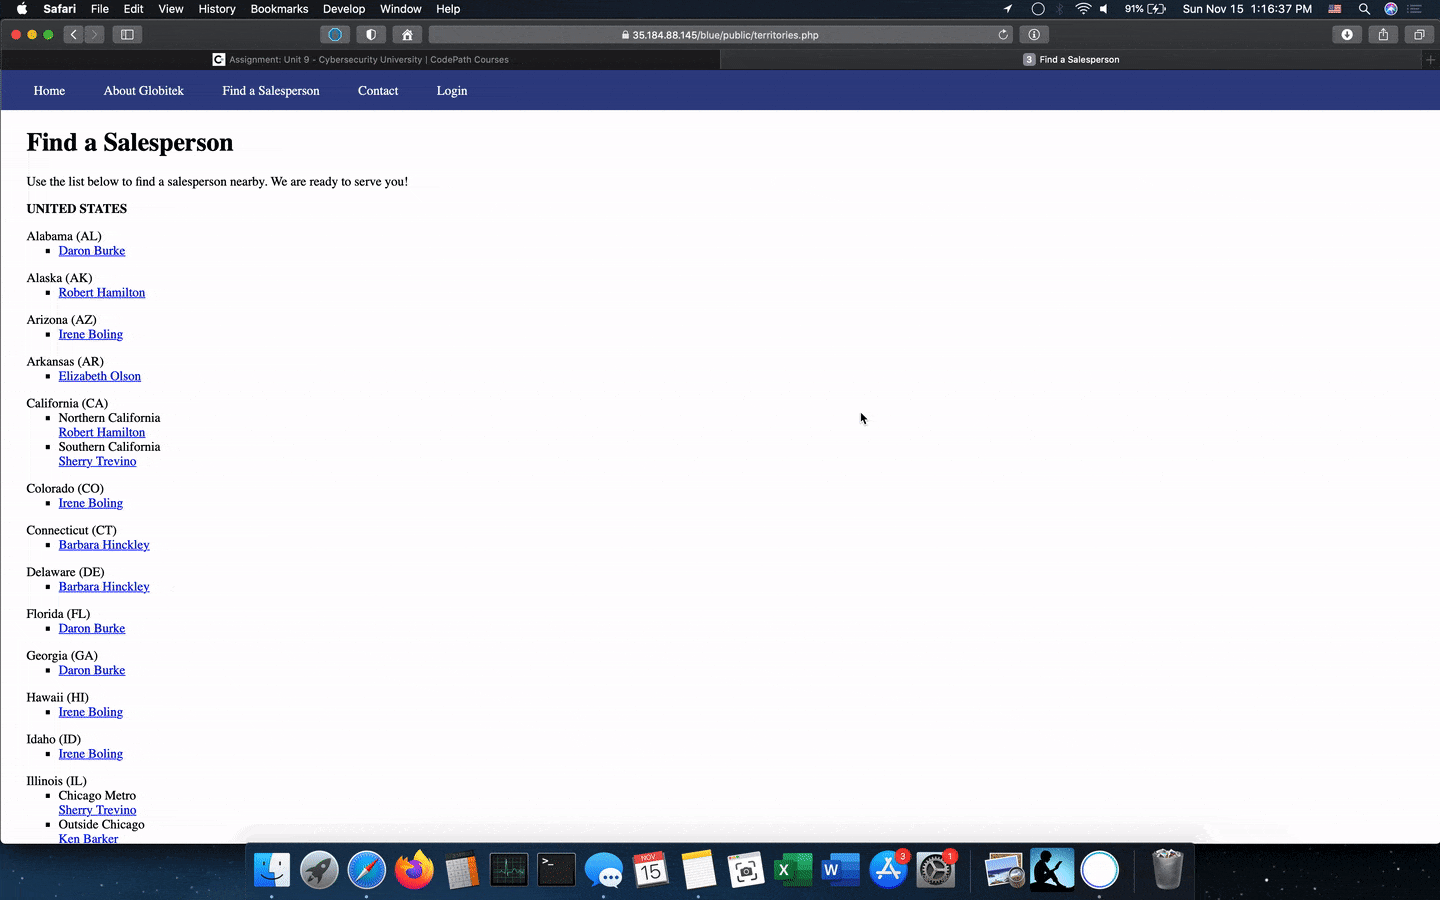 Safari File Edit View History Bookmarks Develop Window Help 91% Sun Nov 15 1:16:37 PM
35.184.88.145/blue/public/territories.php
C Assignment: Unit 9 - Cybersecurity University | CodePath Courses 3 Find a Salesperson
Home About Globitek Find a Salesperson Contact Login
Find a Salesperson
Use the list below to find a salesperson nearby. We are ready to serve you!
UNITED STATES
Alabama (AL)
Daron Burke
Alaska (AK)
Robert Hamilton
Arizona (AZ)
Irene Boling
Arkansas (AR)
Elizabeth Olson
California (CA)
Northern California
Robert Hamilton
Southern California
Sherry Trevino
Colorado (CO)
Irene Boling
Connecticut (CT)
Barbara Hinckley
Delaware (DE)
Barbara Hinckley
Florida (FL)
Daron Burke
Georgia (GA)
Daron Burke
Hawaii (HI)
Irene Boling
Idaho (ID)
Irene Boling
Illinois (IL)
Chicago Metro
Sherry Trevino
Outside Chicago
Ken Barker
>_ NOV 15 X W 3 1